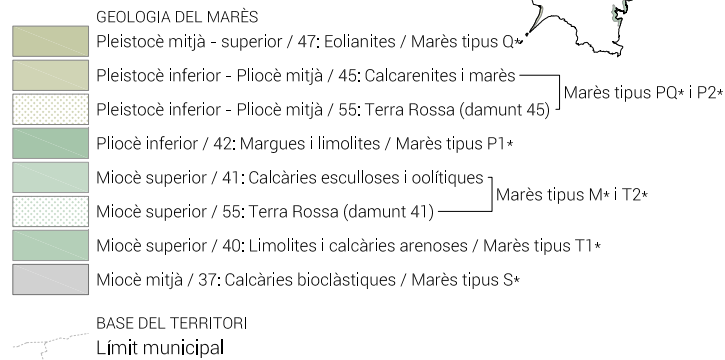 GEOLOGIA DEL MARÈS
Pleistocè mitjà - superior / 47: Eolianites / Marès tipus Q*
Pleistocè inferior - Pliocè mitjà / 45: Calcarenites i marès
Marès tipus PQ* i P2*
Pleistocè inferior - Pliocè mitjà / 55: Terra Rossa (damunt 45)
Pliocè inferior / 42: Margues i limolites / Marès tipus P1*
Miocè superior / 41: Calcàries esculloses i oolítiques
Marès tipus M* i T2*
Miocè superior / 55: Terra Rossa (damunt 41)
Miocè superior / 40: Limolites i calcàries arenoses / Marès tipus T1*
Miocè mitjà / 37: Calcàries bioclàstiques / Marès tipus S*
BASE DEL TERRITORI
Límit municipal